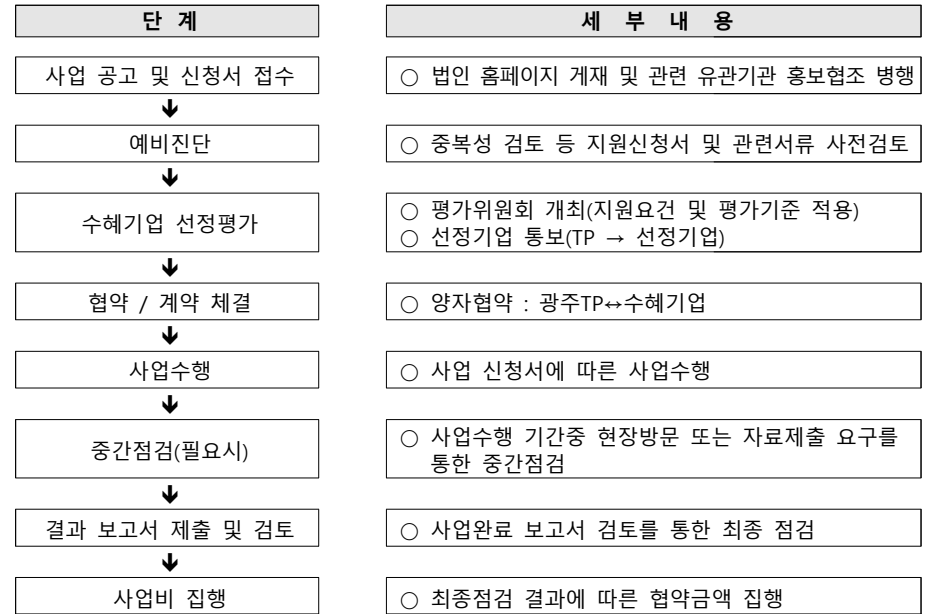 단 계
세 부 내 용
사업 공고 및 신청서 접수
○ 법인 홈페이지 게재 및 관련 유관기관 홍보협조 병행
🡻
예비진단
○ 중복성 검토 등 지원신청서 및 관련서류 사전검토
🡻
수혜기업 선정평가
○ 평가위원회 개최(지원요건 및 평가기준 적용)
○ 선정기업 통보(TP → 선정기업)
🡻
협약 / 계약 체결
○ 양자협약 : 광주TP↔수혜기업
🡻
사업수행
○ 사업 신청서에 따른 사업수행
🡻
중간점검(필요시)
○ 사업수행 기간중 현장방문 또는 자료제출 요구를
통한 중간점검
🡻
결과 보고서 제출 및 검토
○ 사업완료 보고서 검토를 통한 최종 점검
🡻
사업비 집행
○ 최종점검 결과에 따른 협약금액 집행